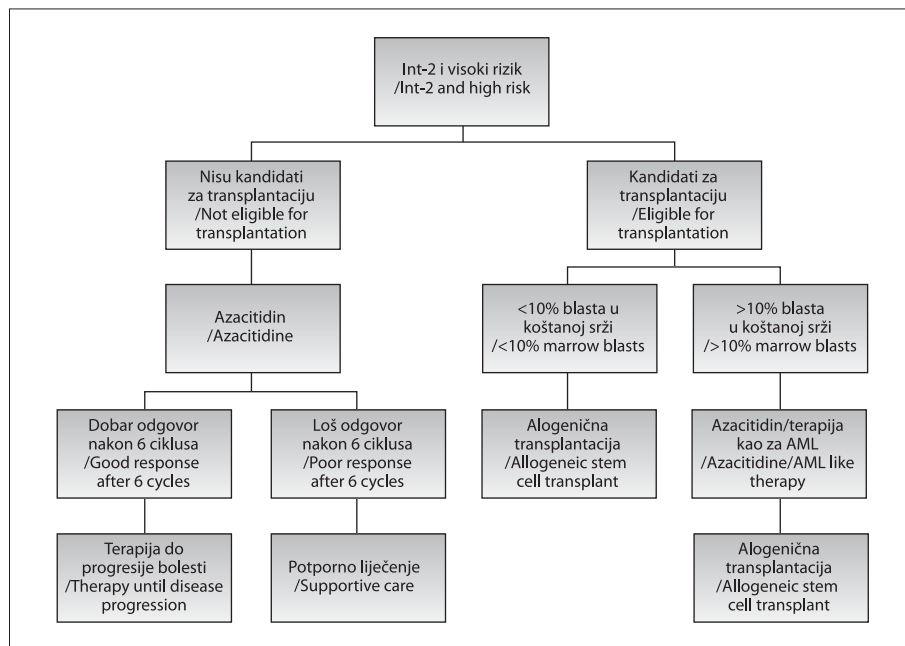 Int-2 i visoki rizik
/Int-2 and high risk
Nisu kandidati
za transplantaciju
/Not eligible for
transplantation
Kandidati za
transplantaciju
/Eligible for
transplantation
Azacitidin
/Azacitidine
<10% blasta u
koštanoj srži
/<10% marrow blasts
>10% blasta
u koštanoj srži
/>10% marrow blasts
Dobar odgovor
nakon 6 ciklusa
/Good response
after 6 cycles
Loš odgovor
nakon 6 ciklusa
/Poor response
after 6 cycles
Alogenična
transplantacija
/Allogeneic stem
cell transplant
Azacitidin/terapija
kao za AML
/Azacitidine/AML like
therapy
Terapija do
progresije bolesti
/Therapy until disease
progression
Potporno liječenje
/Supportive care
Alogenična
transplantacija
/Allogeneic stem
cell transplant